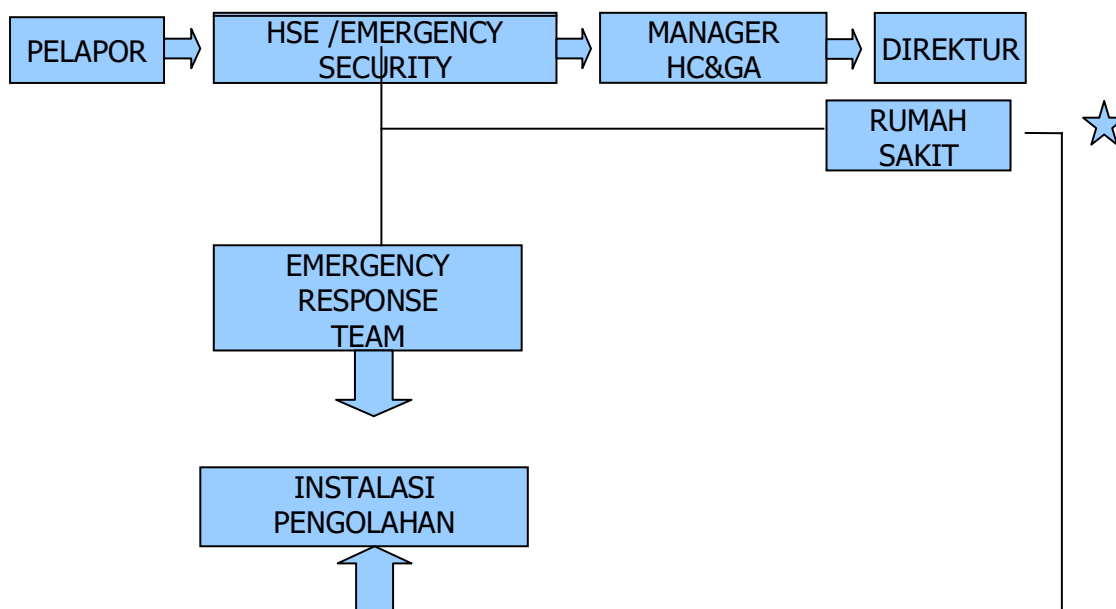 PELAPOR
HSE /EMERGENCY
SECURITY
MANAGER
HC&GA
DIREKTUR
RUMAH
SAKIT
EMERGENCY
RESPONSE
TEAM
INSTALASI
PENGOLAHAN